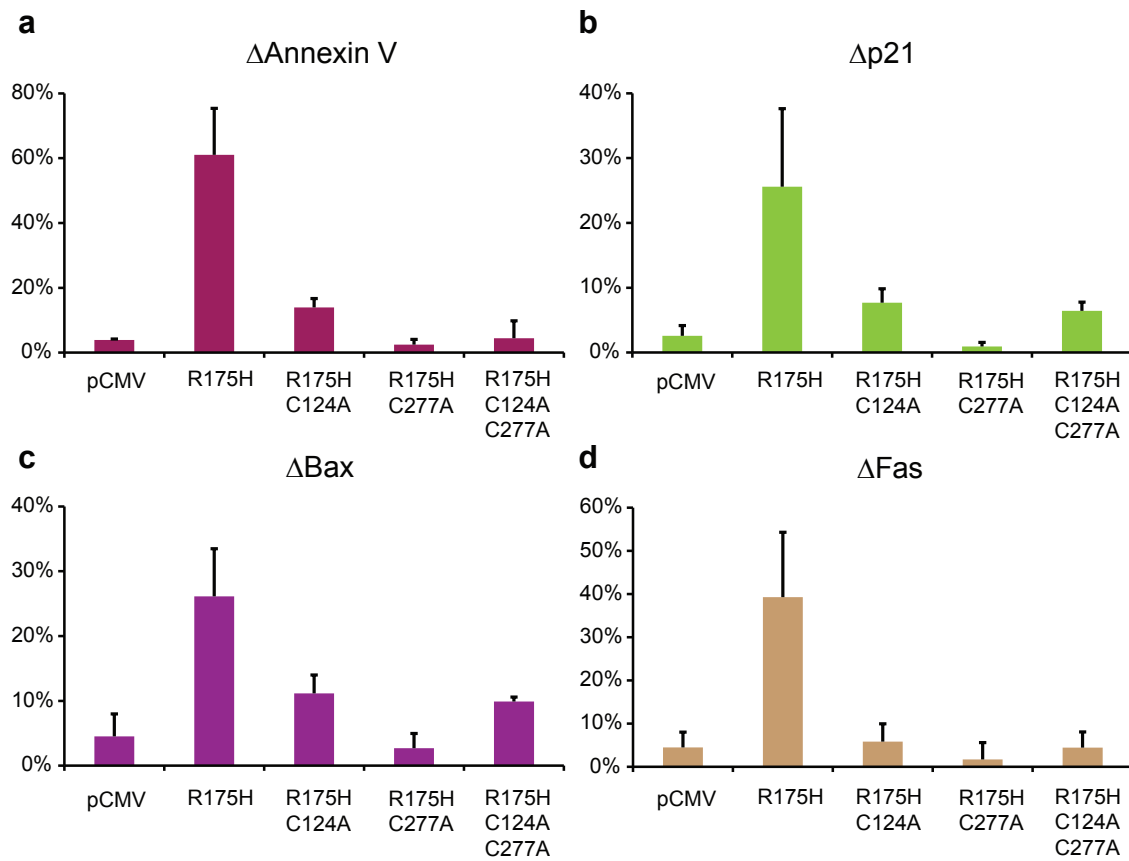 a
ΔAnnexin V
80%
60%
40%
20%
0%
pCMV
R175H
R175H
C124A
R175H
C277A
R175H
C124A
C277A
b
Δp21
40%
30%
20%
10%
0%
pCMV
R175H
R175H
C124A
R175H
C277A
R175H
C124A
C277A
c
ΔBax
40%
30%
20%
10%
0%
pCMV
R175H
R175H
C124A
R175H
C277A
R175H
C124A
C277A
d
ΔFas
60%
50%
40%
30%
20%
10%
0%
pCMV
R175H
R175H
C124A
R175H
C277A
R175H
C124A
C277A